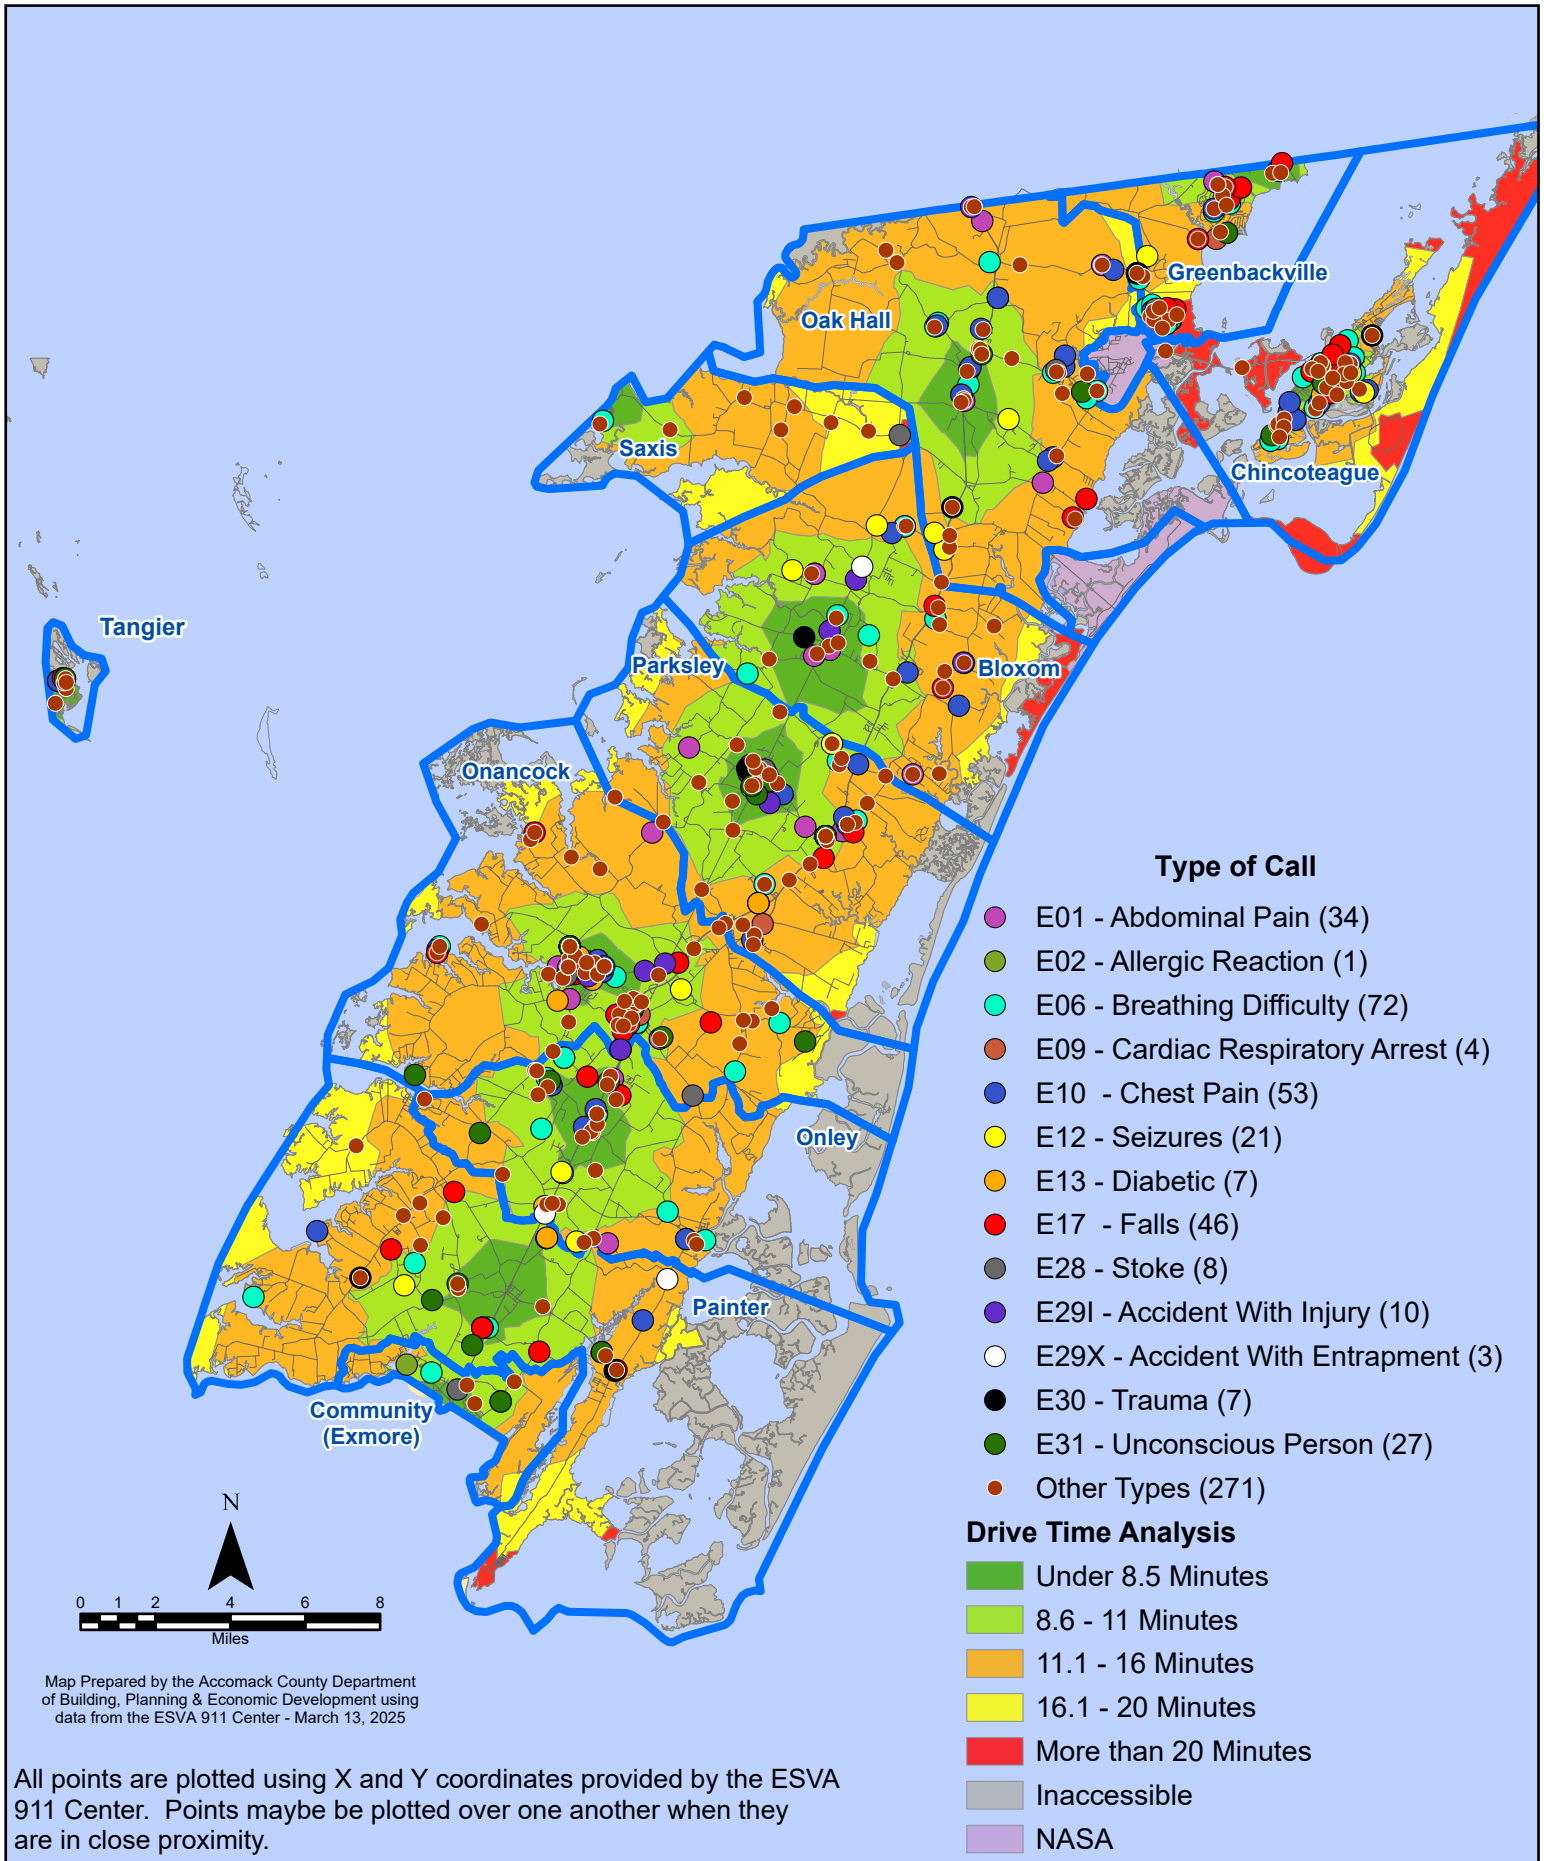 Greenbackville
Oak Hall
Saxis
Chincoteague
Tangier
Parksley
Bloxom
Onancock
Onley
Painter
Community
(Exmore)
Type of Call
E01 - Abdominal Pain (34)
E02 - Allergic Reaction (1)
E06 - Breathing Difficulty (72)
E09 - Cardiac Respiratory Arrest (4)
E10 - Chest Pain (53)
E12 - Seizures (21)
E13 - Diabetic (7)
E17 - Falls (46)
E28 - Stoke (8)
E29I - Accident With Injury (10)
E29X - Accident With Entrapment (3)
E30 - Trauma (7)
E31 - Unconscious Person (27)
Other Types (271)
Drive Time Analysis
Under 8.5 Minutes
8.6 - 11 Minutes
11.1 - 16 Minutes
16.1 - 20 Minutes
More than 20 Minutes
Inaccessible
NASA
N
0 1 2 4 6 8
Miles
Map Prepared by the Accomack County Department
of Building, Planning & Economic Development using
data from the ESVA 911 Center - March 13, 2025
All points are plotted using X and Y coordinates provided by the ESVA
911 Center. Points maybe be plotted over one another when they
are in close proximity.